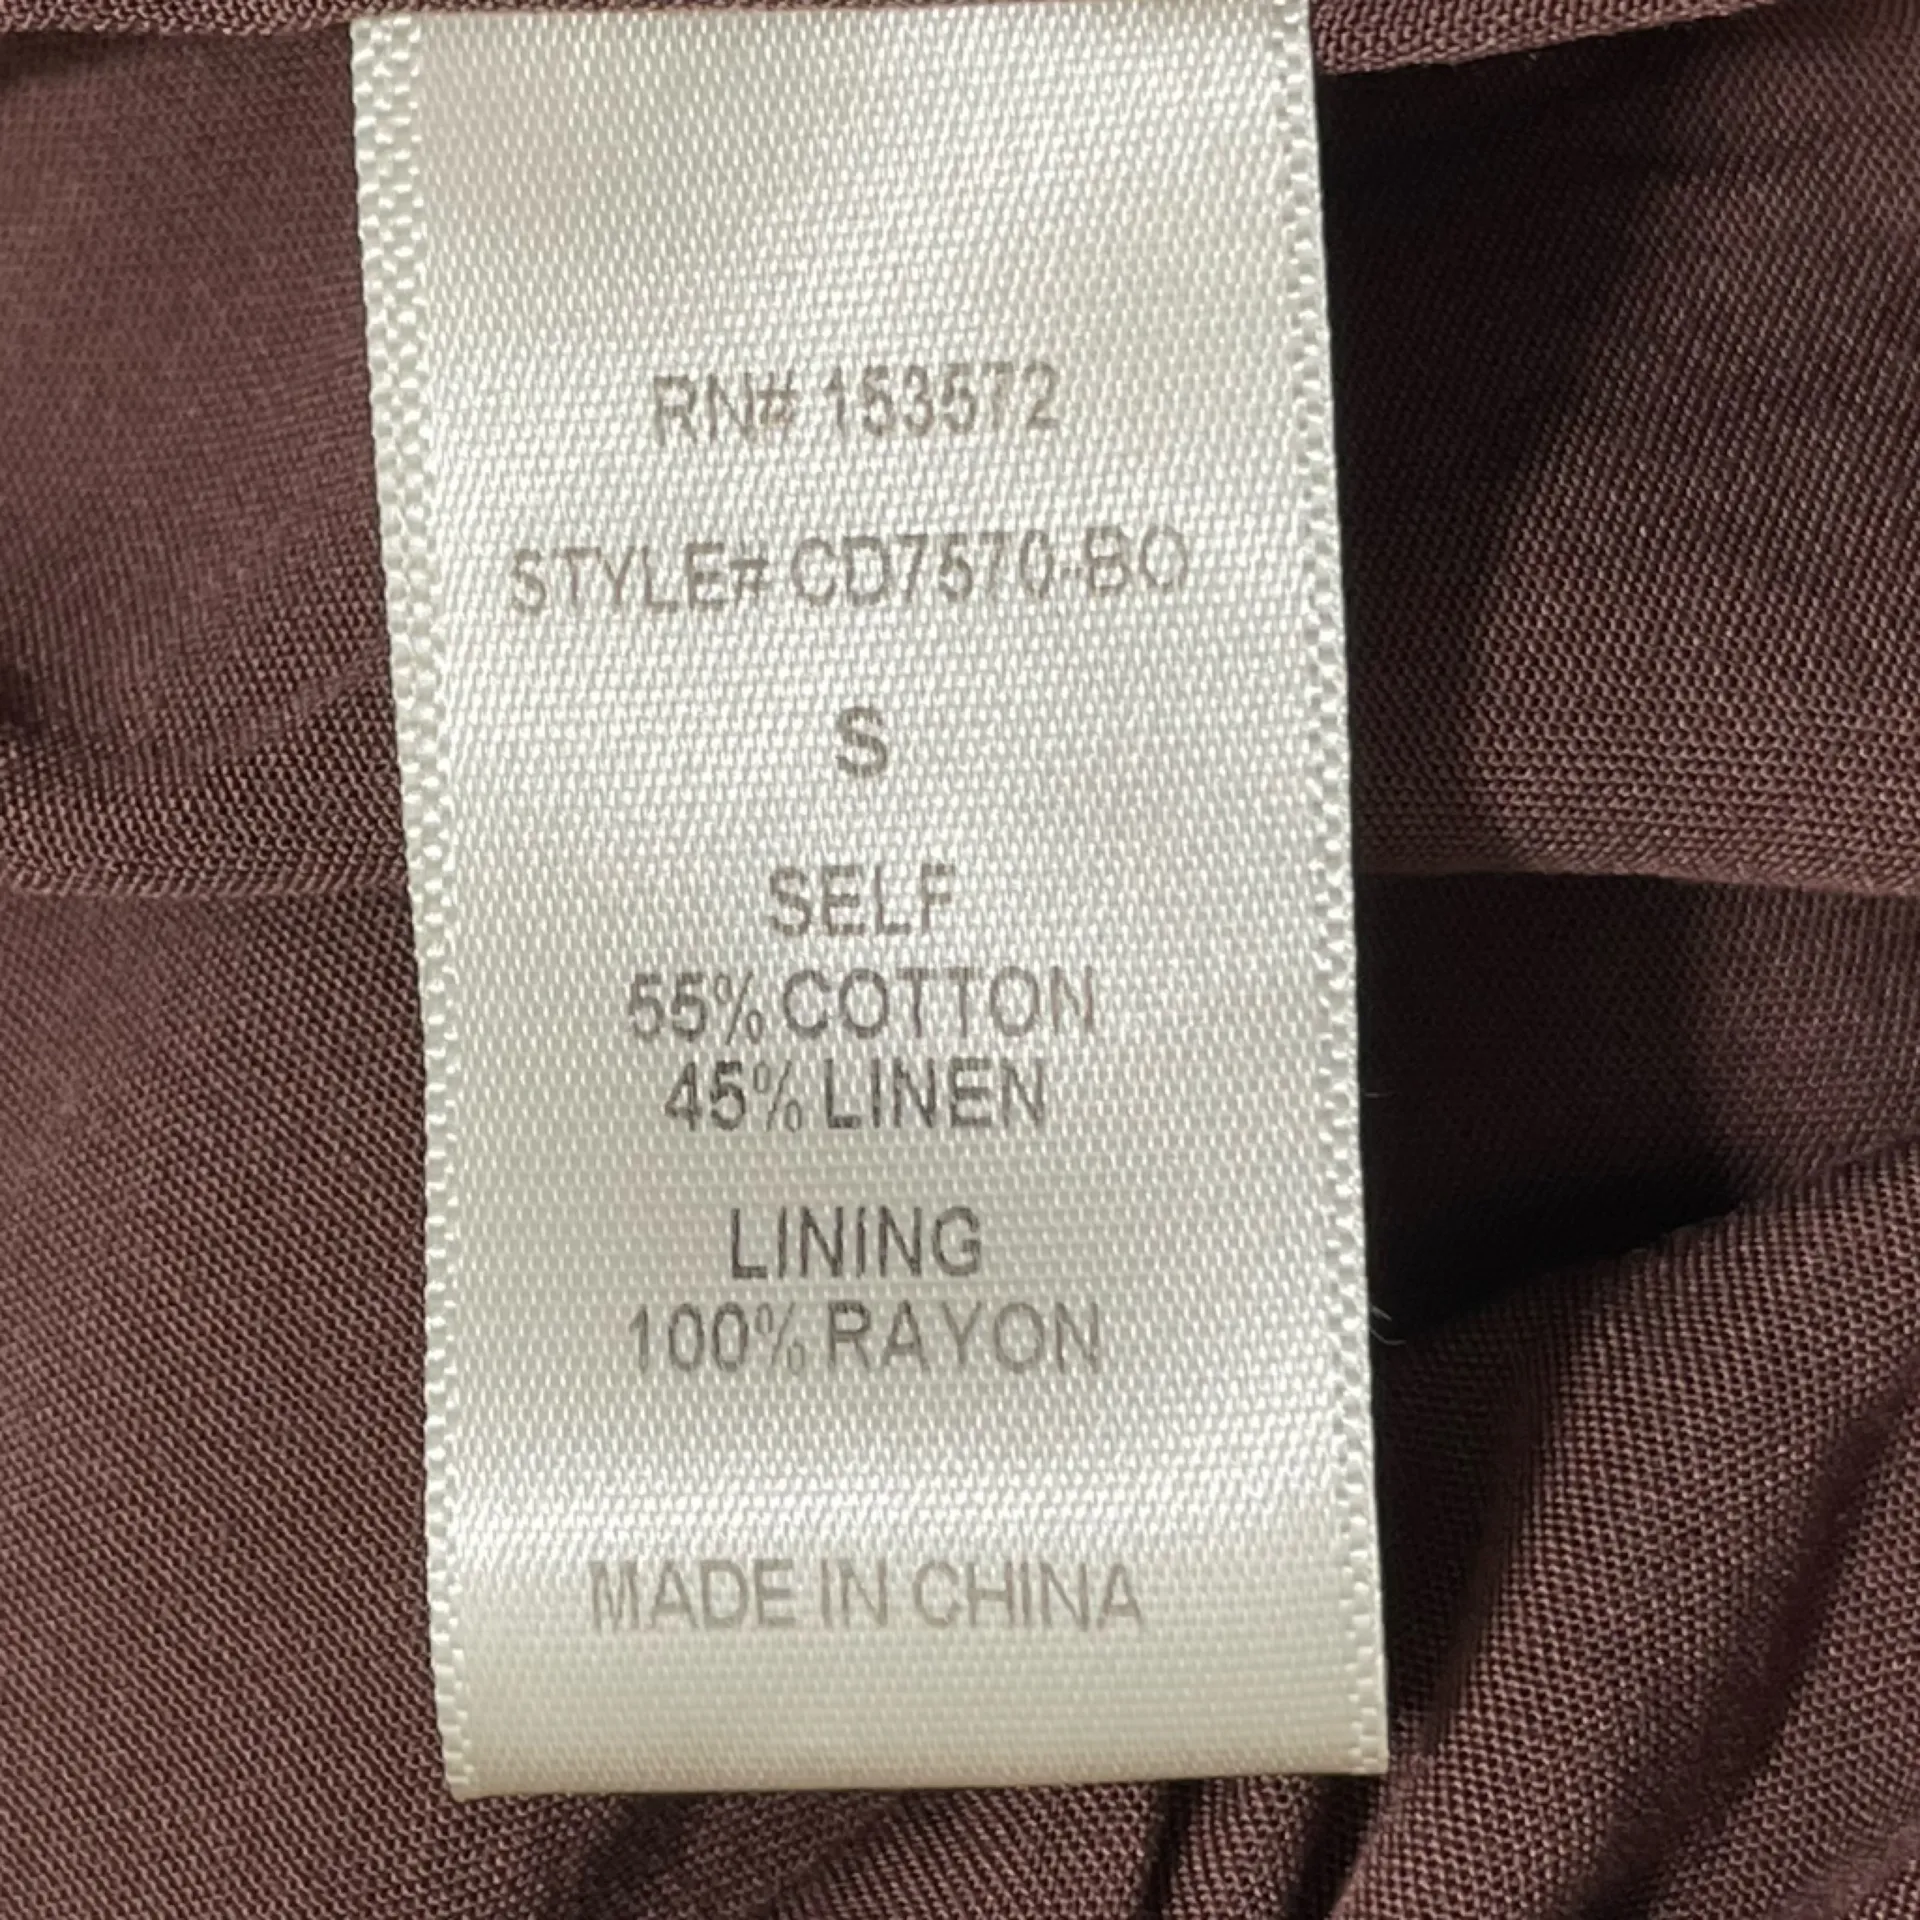 RN# 153572
STYLE# CD7570-BO
S
SELF
55% COTTON
45% LINEN
LINING
100% RAYON
MADE IN CHINA